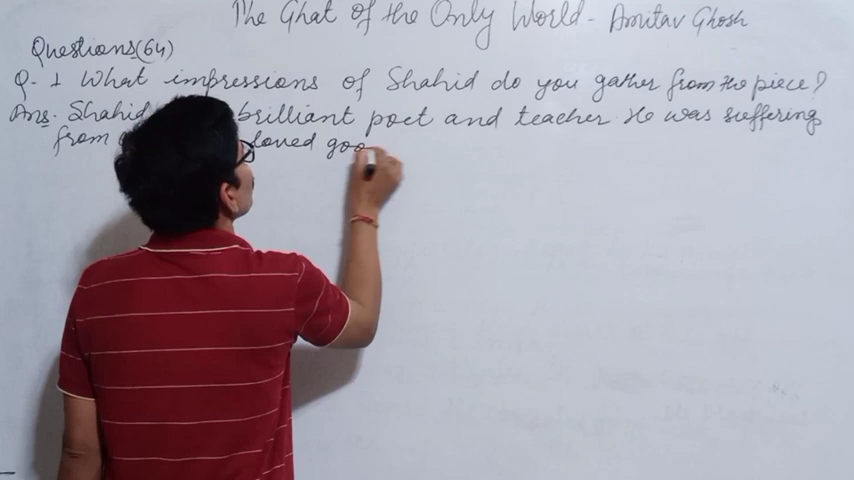 The Ghat of the Only World - Amitav Ghosh
Questions (64)
Q. 1 What impressions of Shahid do you gather from the piece?
Ans. Shahid brilliant poet and teacher. He was suffering
from loved goo